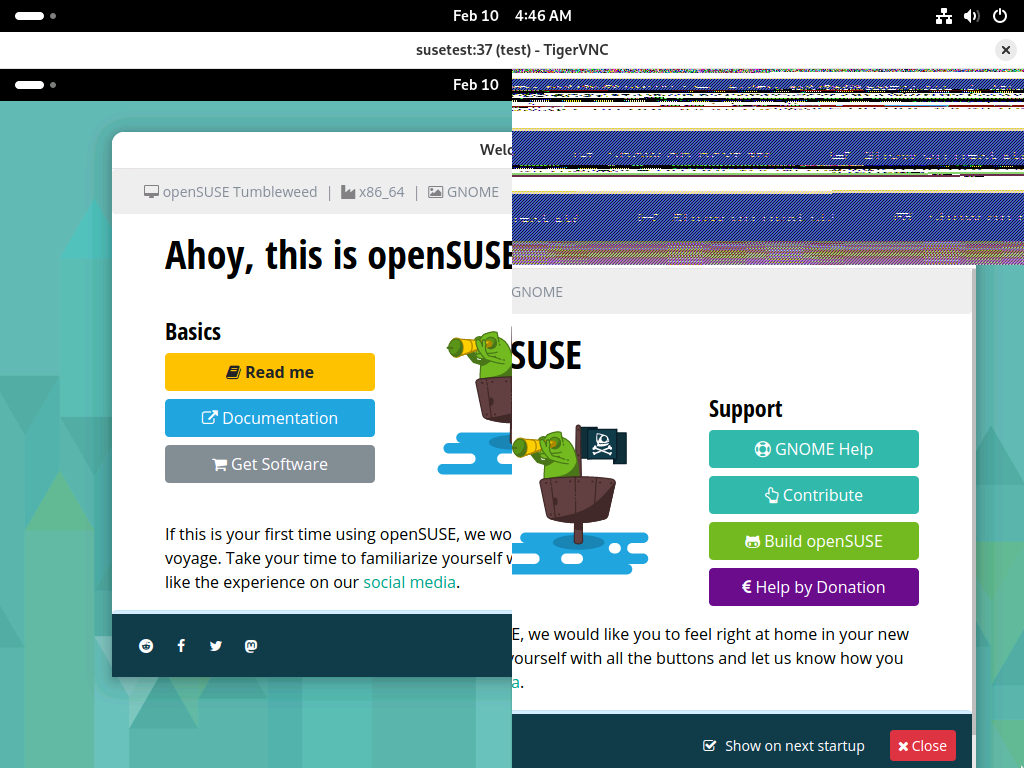 Feb 10 4:46 AM
susetest:37 (test) - TigerVNC
Feb 10
openSUSE Tumbleweed | x86_64 | GNOME
Ahoy, this is openSUSE
Basics
Read me
Documentation
Get Software
If this is your first time using openSUSE, we
voyage. Take your time to familiarize yourself
like the experience on our social media.
GNOME
SUSE
Support
GNOME Help
Contribute
Build openSUSE
Help by Donation
we would like you to feel right at home in your new
yourself with all the buttons and let us know how you
Show on next startup
Close